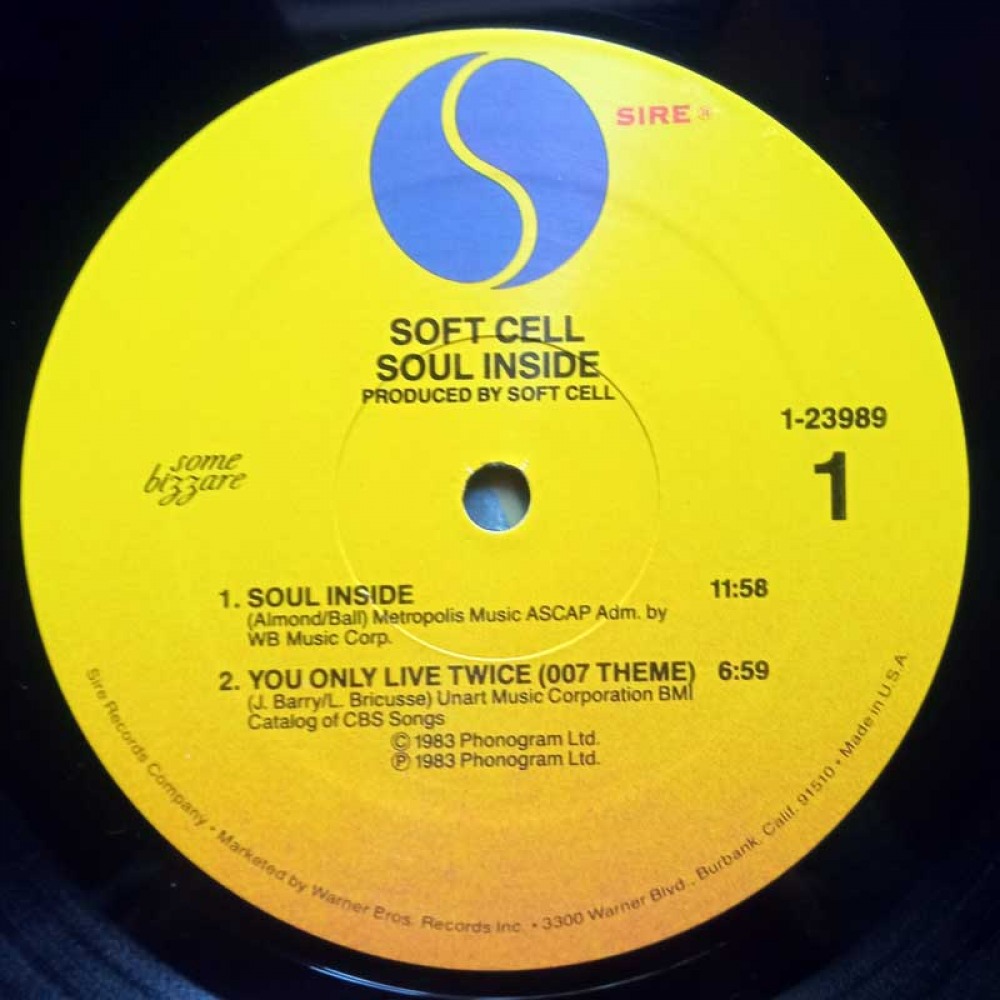 SIRE ®
SOFT CELL
SOUL INSIDE
PRODUCED BY SOFT CELL
1-23989
1
some
bizzare
1. SOUL INSIDE 11:58
(Almond/Ball) Metropolis Music ASCAP Adm. by
WB Music Corp.
2. YOU ONLY LIVE TWICE (007 THEME) 6:59
(J. Barry/L. Bricusse) Unart Music Corporation BMI
Catalog of CBS Songs
© 1983 Phonogram Ltd.
℗ 1983 Phonogram Ltd.
Sire Records Company • Marketed by Warner Bros. Records Inc. • 3300 Warner Blvd., Burbank, Calif. 91510 • Made in U.S.A.